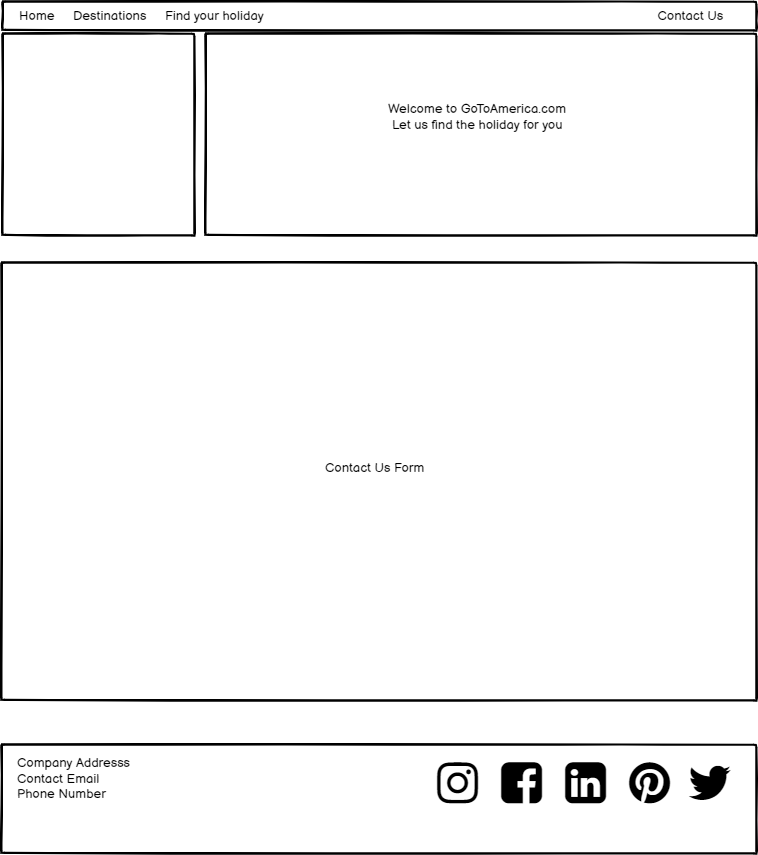 Home Destinations Find your holiday Contact Us
Welcome to GoToAmerica.com
Let us find the holiday for you
Contact Us Form
Company Addresss
Contact Email
Phone Number